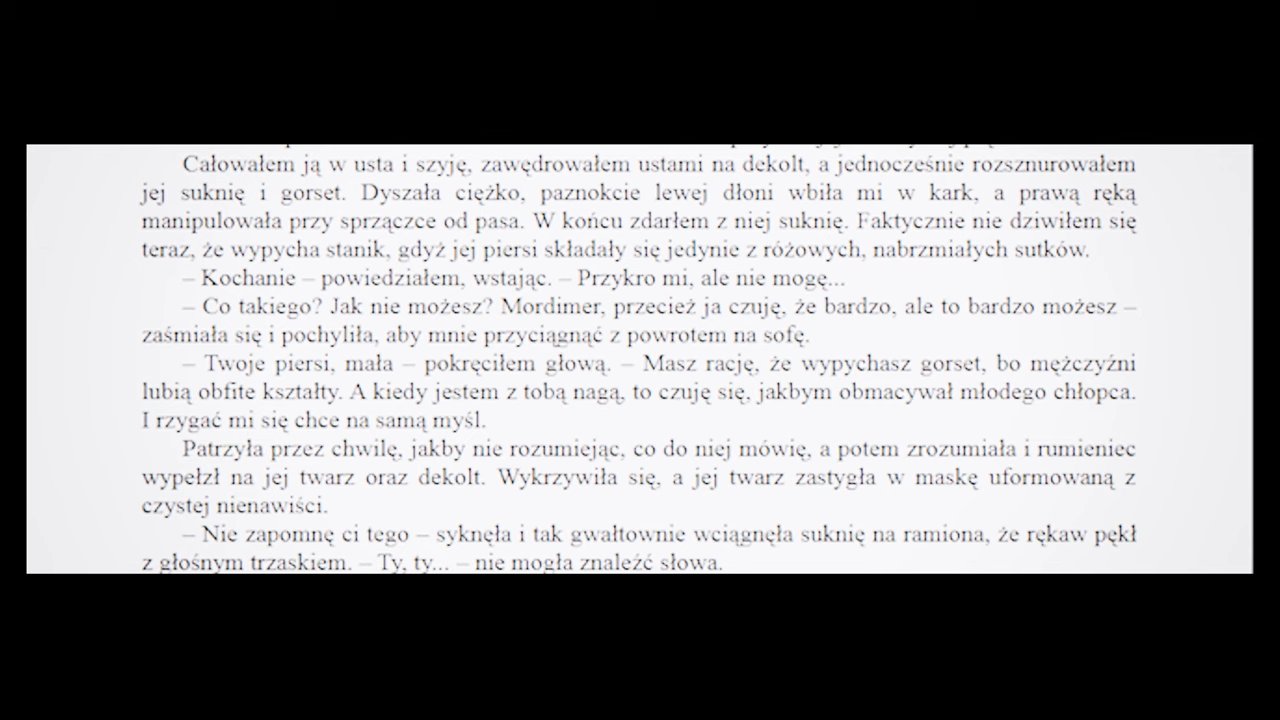 Całowałem ją w usta i szyję, zawędrowałem ustami na dekolt, a jednocześnie rozsznurowałem
jej suknię i gorset. Dyszała ciężko, paznokcie lewej dłoni wbiła mi w kark, a prawą ręką
manipulowała przy sprzączce od pasa. W końcu zdarłem z niej suknię. Faktycznie nie dziwiłem się
teraz, że wypycha stanik, gdyż jej piersi składały się jedynie z różowych, nabrzmiałych sutków.
– Kochanie – powiedziałem, wstając. – Przykro mi, ale nie mogę...
– Co takiego? Jak nie możesz? Mordimer, przecież ja czuję, że bardzo, ale to bardzo możesz –
zaśmiała się i pochyliła, aby mnie przyciągnąć z powrotem na sofę.
– Twoje piersi, mała – pokręciłem głową. – Masz rację, że wypychasz gorset, bo mężczyźni
lubią obfite kształty. A kiedy jestem z tobą nagą, to czuję się, jakbym obmacywał młodego chłopca.
I rzygać mi się chce na samą myśl.
Patrzyła przez chwilę, jakby nie rozumiejąc, co do niej mówię, a potem zrozumiała i rumieniec
wypełzł na jej twarz oraz dekolt. Wykrzywiła się, a jej twarz zastygła w maskę uformowaną z
czystej nienawiści.
– Nie zapomnę ci tego – syknęła i tak gwałtownie wciągnęła suknię na ramiona, że rękaw pękł
z głośnym trzaskiem. – Ty, ty... – nie mogła znaleźć słowa.